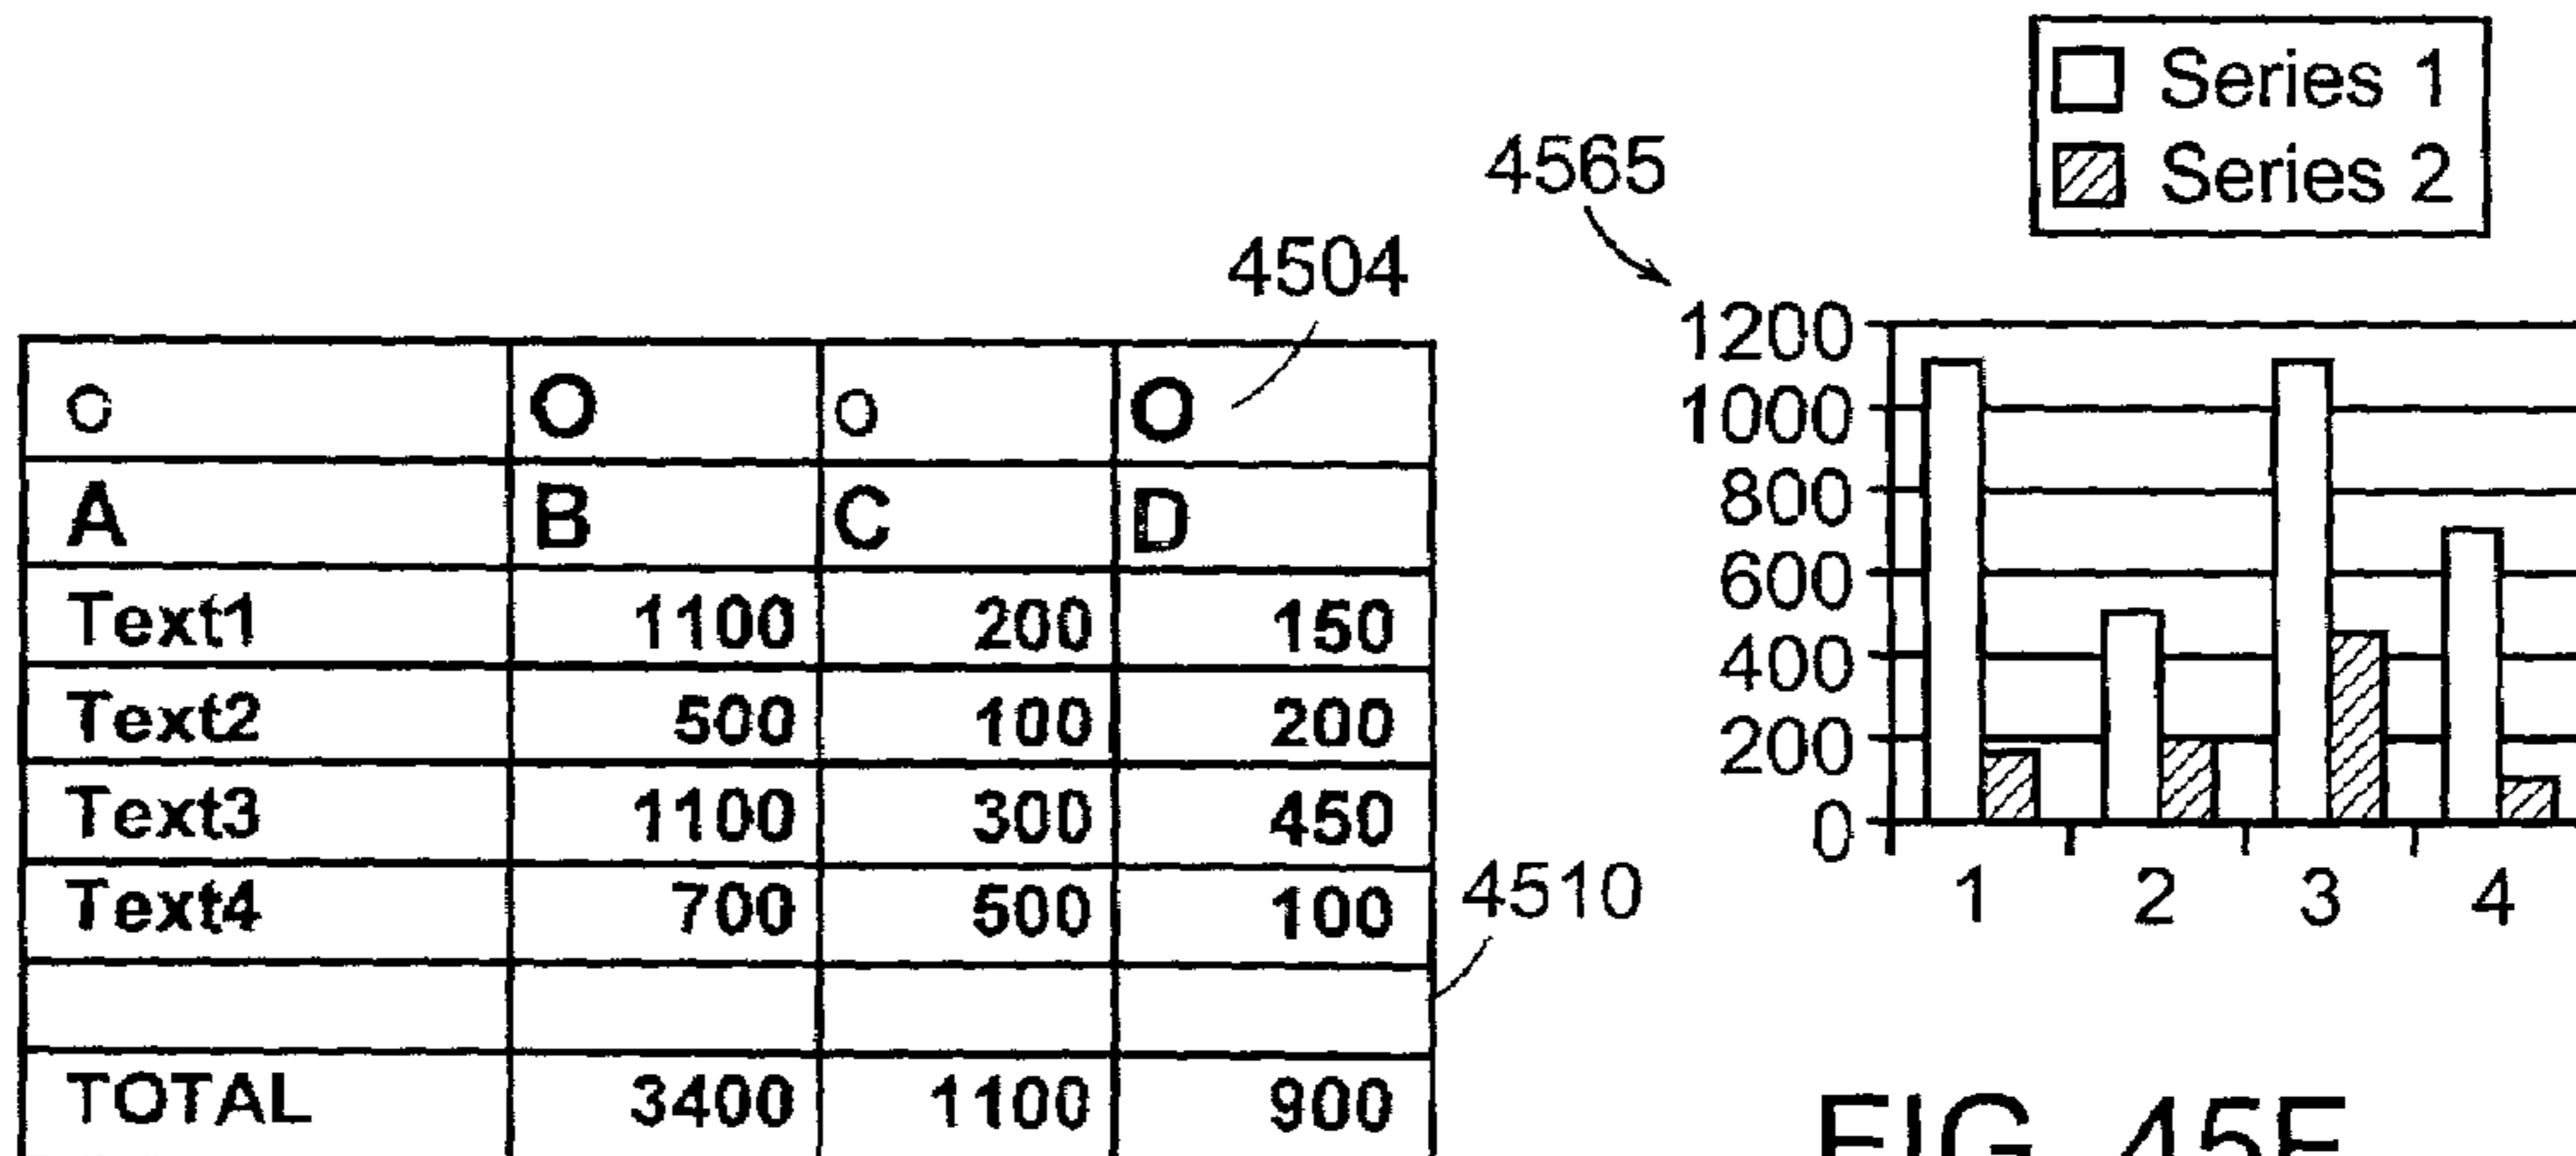 4504
o O o O
A B C D
Text1 1100 200 150
Text2 500 100 200
Text3 1100 300 450
Text4 700 500 100
4510
TOTAL 3400 1100 900
Series 1
Series 2
4565
1200
1000
800
600
400
200
0
1 2 3 4